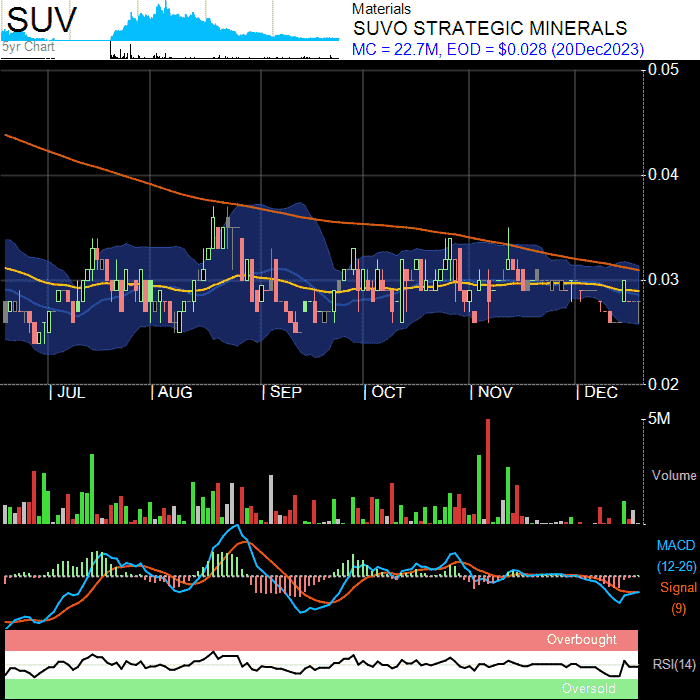 SUV
5yr Chart
Materials
SUVO STRATEGIC MINERALS
MC = 22.7M, EOD = $0.028 (20Dec2023)
0.05
0.04
0.03
0.02
JUL AUG SEP OCT NOV DEC
5M
Volume
MACD
(12-26)
Signal
(9)
Overbought
RSI(14)
Oversold